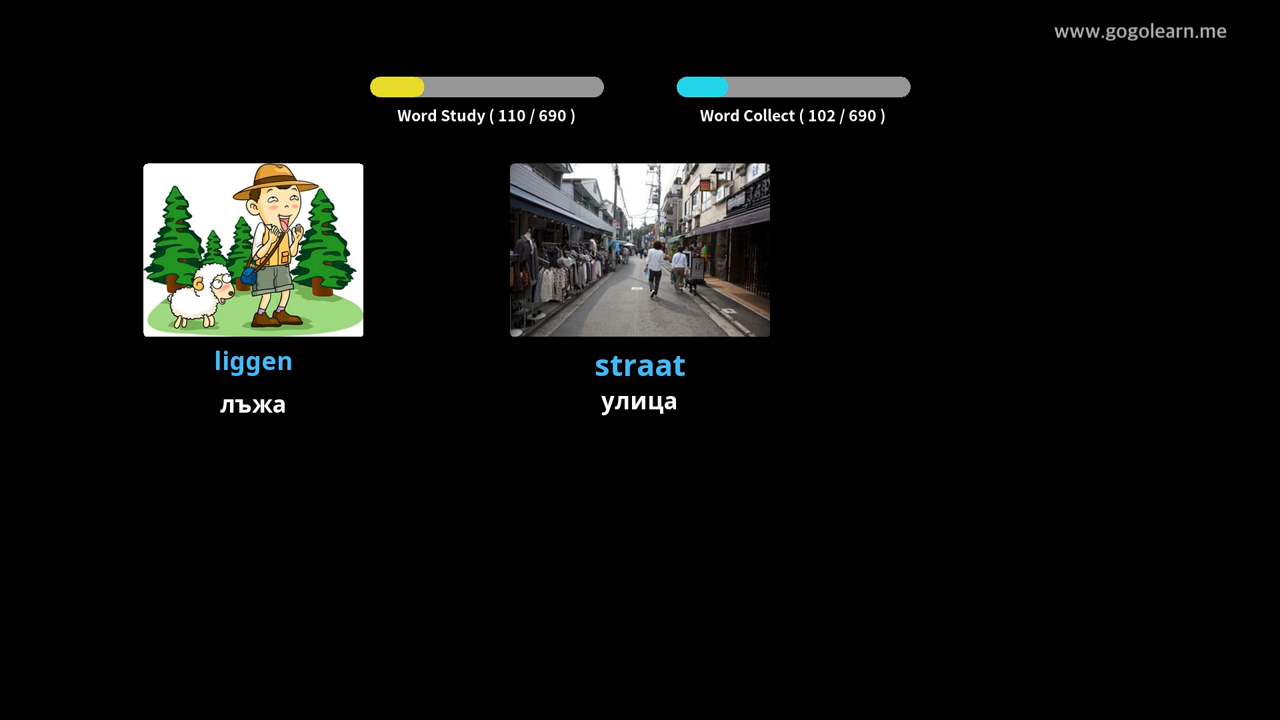 www.gogolearn.me
Word Study ( 110 / 690 )
Word Collect ( 102 / 690 )
liggen
лъжа
straat
улица